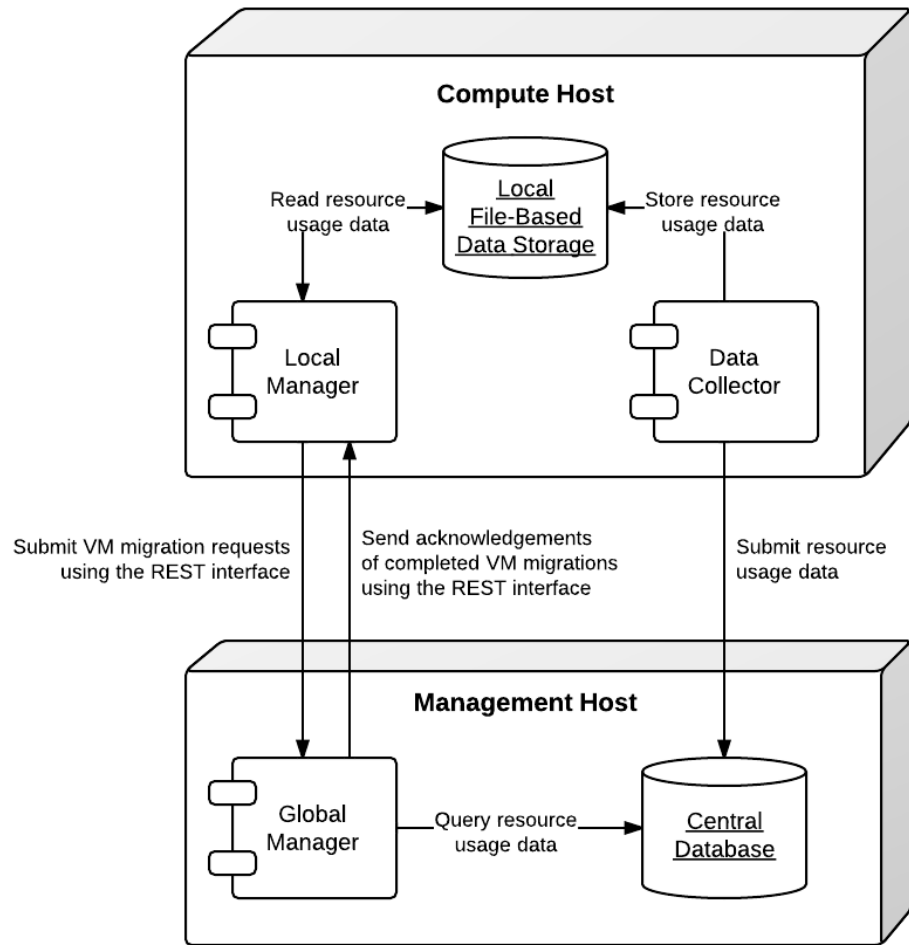 Compute Host
Local
File-Based
Data Storage
Read resource
usage data
Store resource
usage data
Local
Manager
Data
Collector
Submit VM migration requests
using the REST interface
Send acknowledgements
of completed VM migrations
using the REST interface
Submit resource
usage data
Management Host
Global
Manager
Query resource
usage data
Central
Database